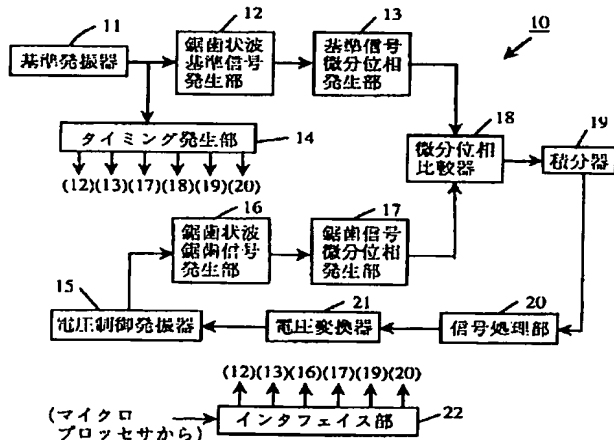 10
11
基準発振器
12
鋸歯状波
基準信号
発生部
13
基準信号
微分位相
発生部
タイミング発生部
14
(12)(13)(17)(18)(19)(20)
18
微分位相
比較器
19
積分器
16
鋸歯状波
鋸歯信号
発生部
17
鋸歯信号
微分位相
発生部
15
電圧制御発振器
21
電圧変換器
20
信号処理部
(12)(13)(16)(17)(19)(20)
(マイクロ
プロッセサから)
インタフェイス部
22